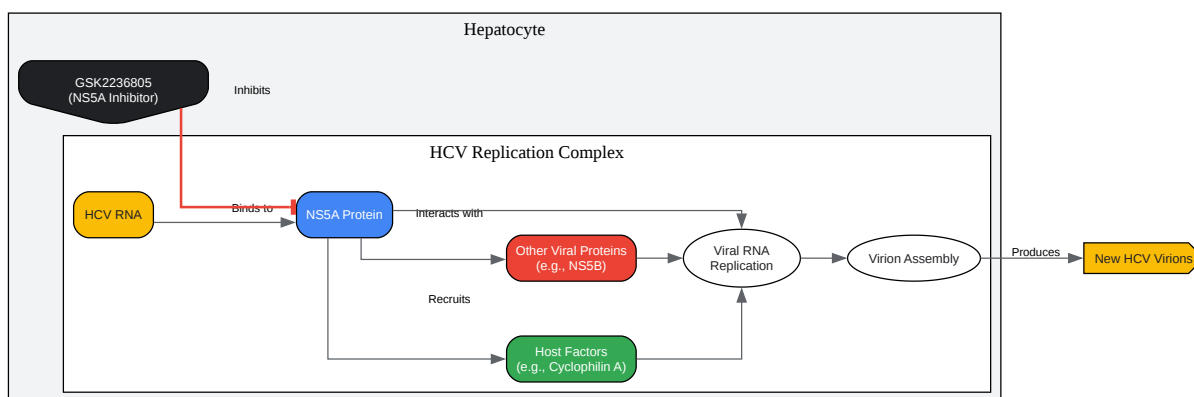 Hepatocyte
GSK2236805
(NS5A Inhibitor)
Inhibits
HCV Replication Complex
HCV RNA
Binds to
NS5A Protein
Interacts with
Other Viral Proteins
(e.g., NS5B)
Viral RNA
Replication
Virion Assembly
Produces
New HCV Virions
Recruits
Host Factors
(e.g., Cyclophilin A)